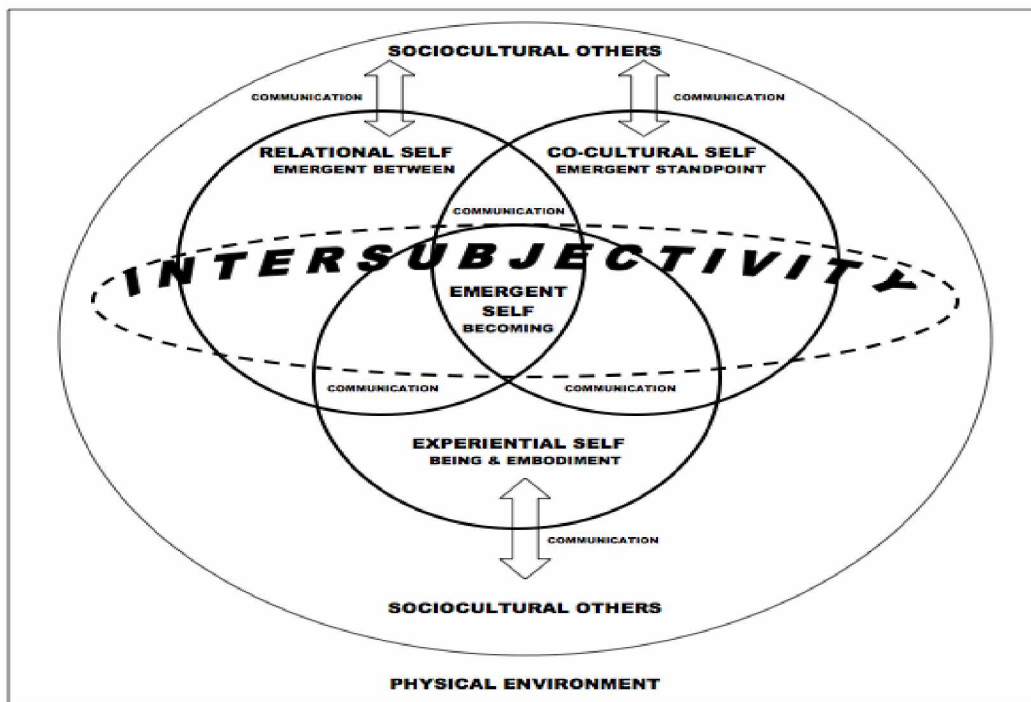 SOCIOCULTURAL OTHERS
COMMUNICATION
COMMUNICATION
RELATIONAL SELF
EMERGENT BETWEEN
CO-CULTURAL SELF
EMERGENT STANDPOINT
COMMUNICATION
INTERSUBJECTIVITY
EMERGENT
SELF
BECOMING
COMMUNICATION
COMMUNICATION
EXPERIENTIAL SELF
BEING & EMBODIMENT
COMMUNICATION
SOCIOCULTURAL OTHERS
PHYSICAL ENVIRONMENT